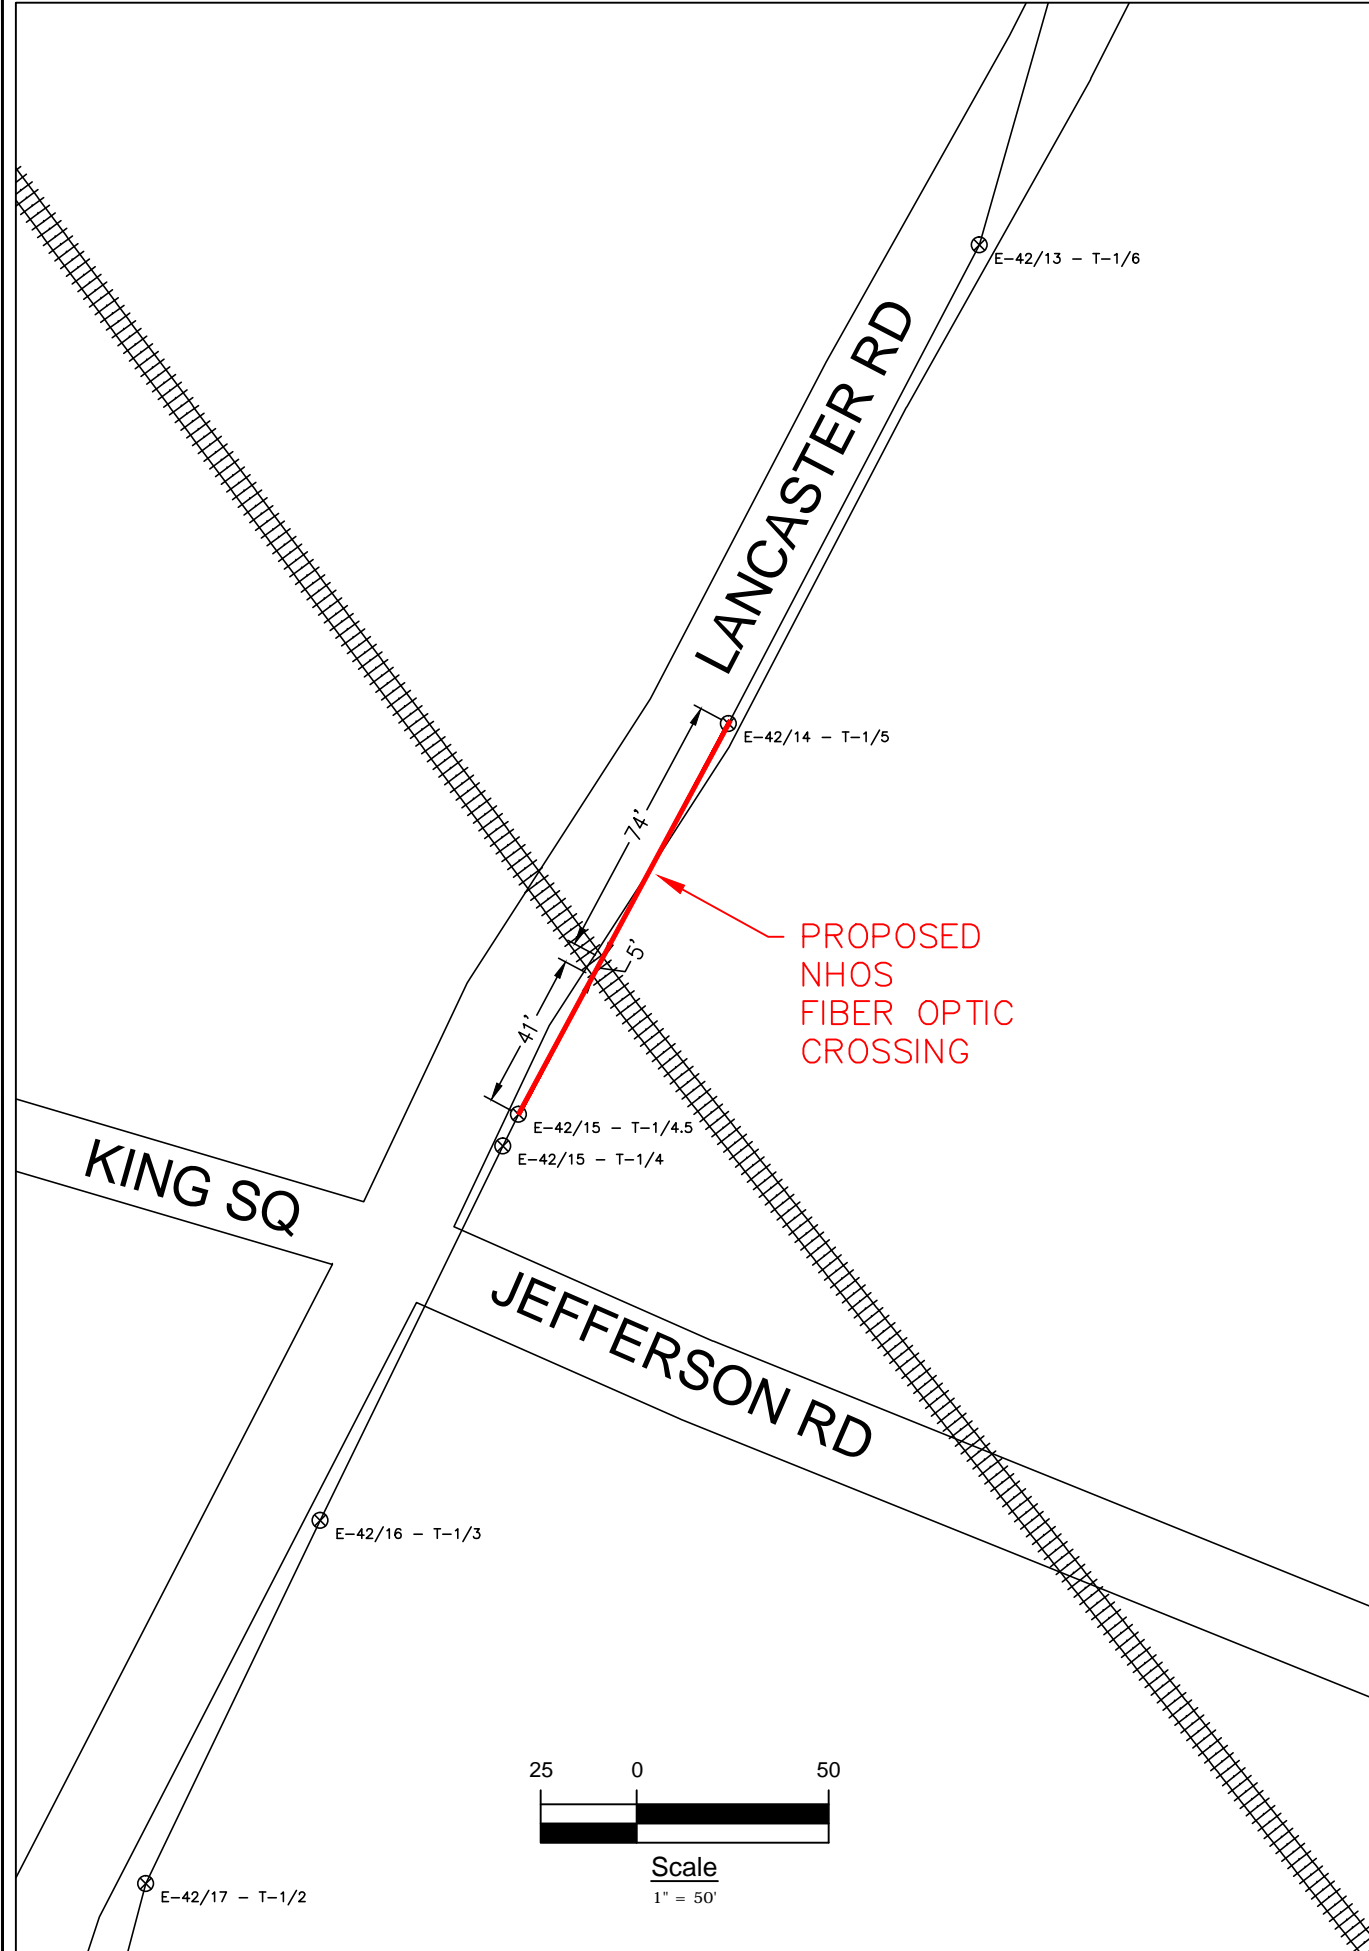 E-42/13 - T-1/6
LANCASTER RD
E-42/14 - T-1/5
74'
PROPOSED
NHOS
FIBER OPTIC
CROSSING
5'
41'
E-42/15 - T-1/4.5
E-42/15 - T-1/4
KING SQ
JEFFERSON RD
E-42/16 - T-1/3
25 0 50
Scale
1" = 50'
E-42/17 - T-1/2